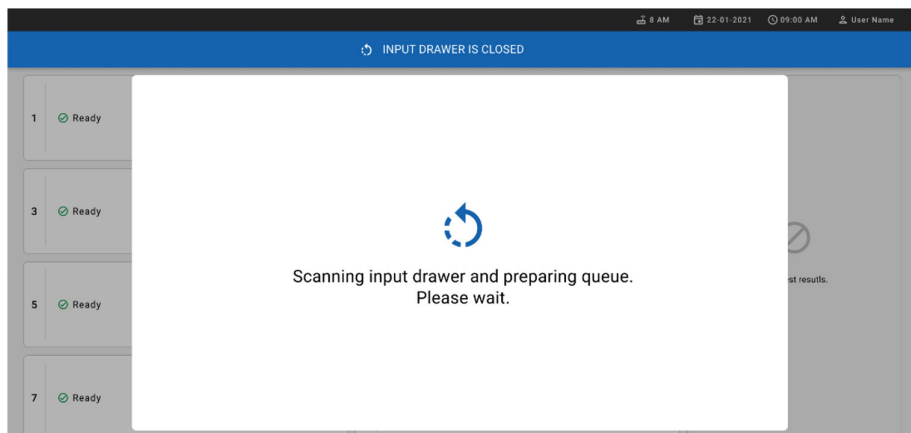 8 AM 22-01-2021 09:00 AM User Name
INPUT DRAWER IS CLOSED
1 Ready
3 Ready
Scanning input drawer and preparing queue.
Please wait.
st resutls.
5 Ready
7 Ready